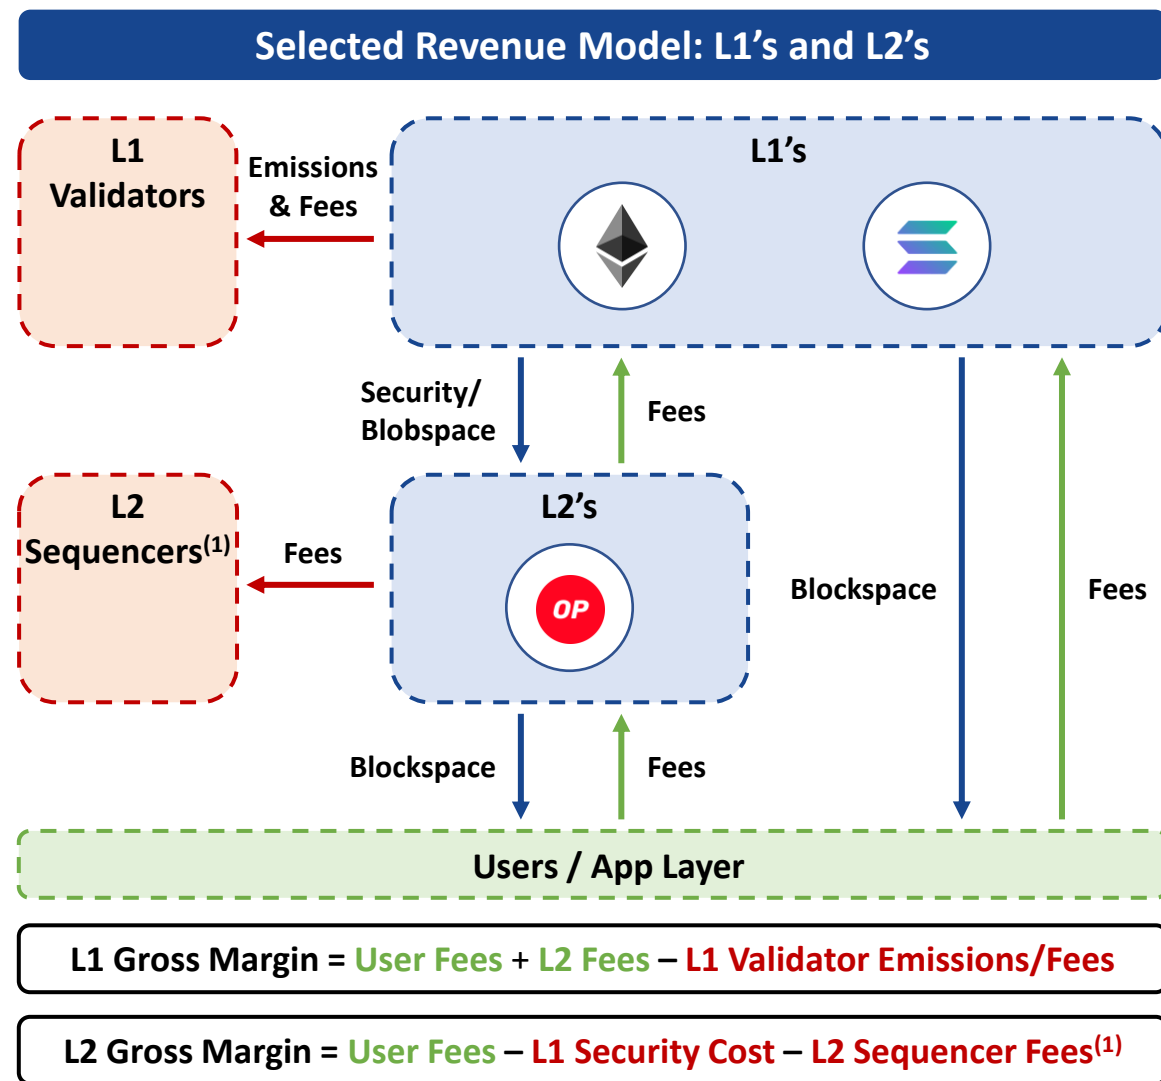 Selected Revenue Model: L1’s and L2’s
L1
Validators
Emissions
& Fees
L1’s
Security/
Blobspace
Fees
L2
Sequencers(1)
Fees
L2’s
OP
Blockspace
Fees
Blockspace
Fees
Users / App Layer
L1 Gross Margin = User Fees + L2 Fees – L1 Validator Emissions/Fees
L2 Gross Margin = User Fees – L1 Security Cost – L2 Sequencer Fees(1)